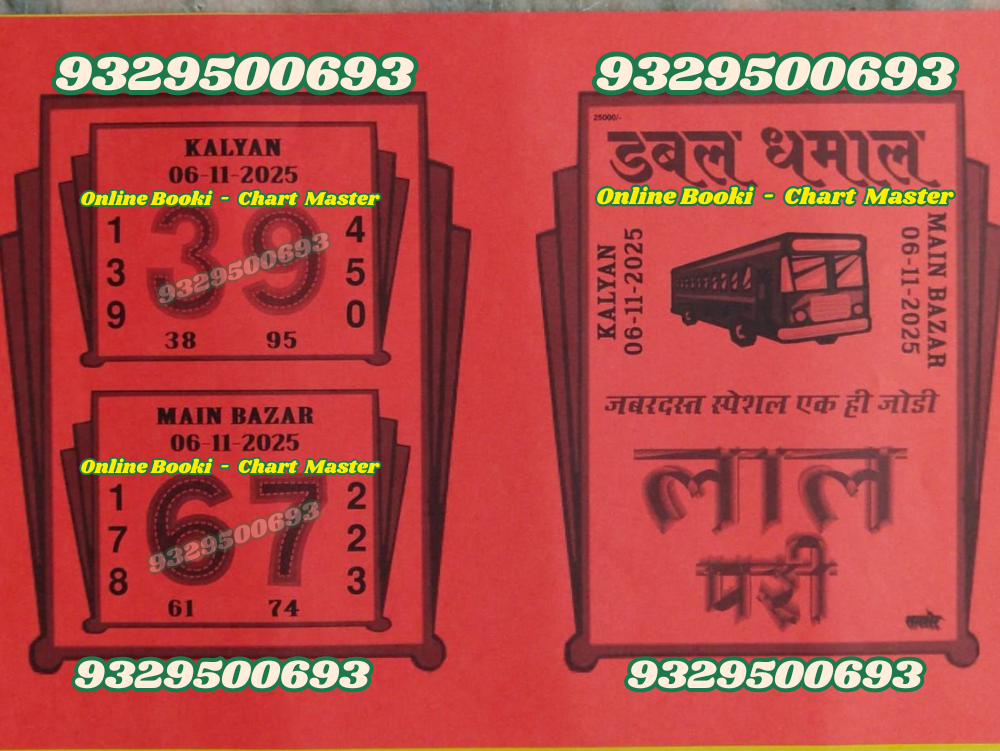 9329500693
KALYAN
06-11-2025
Online Booki - Chart Master
1 39 4
3 9329500693 5
9 0
38 95
MAIN BAZAR
06-11-2025
Online Booki - Chart Master
1 67 2
7 9329500693 2
8 3
61 74
9329500693
9329500693
25000/-
डबल धमाल
Online Booki - Chart Master
KALYAN
06-11-2025
MAIN BAZAR
06-11-2025
जबरदस्त स्पेशल एक ही जोडी
लाल
परी
9329500693